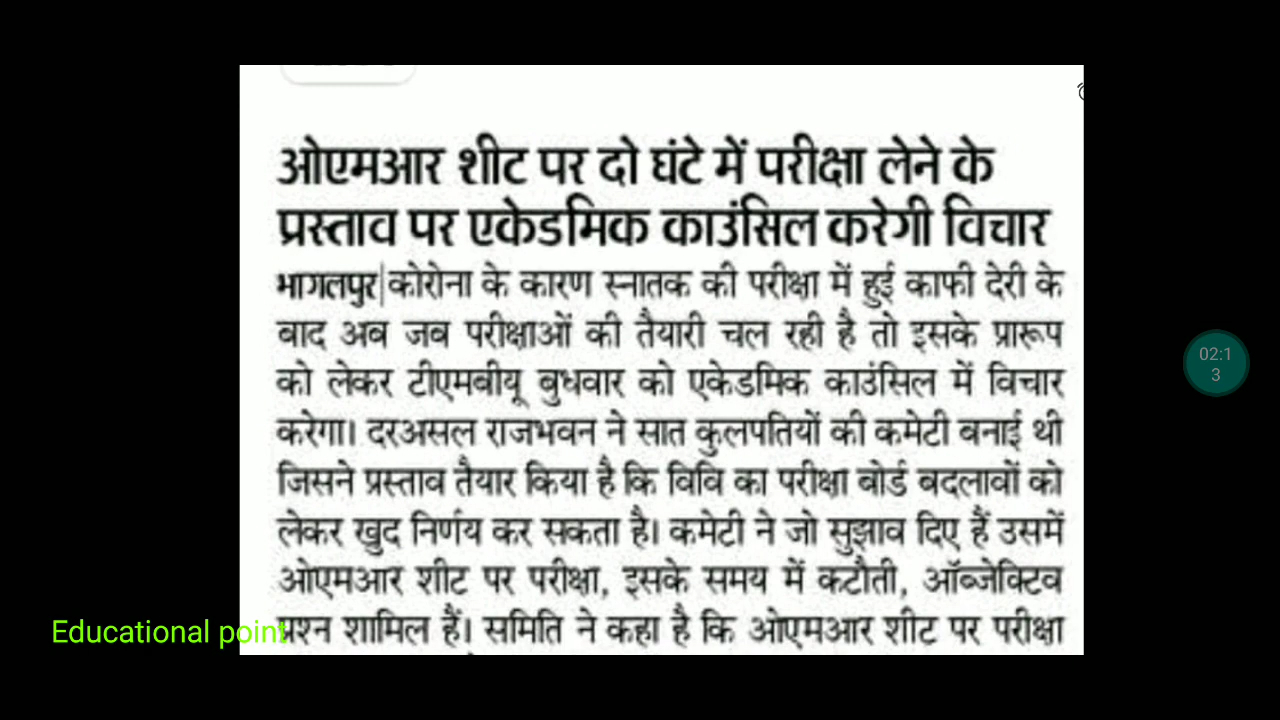 ओएमआर शीट पर दो घंटे में परीक्षा लेने के
प्रस्ताव पर एकेडमिक काउंसिल करेगी विचार
भागलपुर|कोरोना के कारण स्नातक की परीक्षा में हुई काफी देरी के
बाद अब जब परीक्षाओं की तैयारी चल रही है तो इसके प्रारूप
को लेकर टीएमबीयू बुधवार को एकेडमिक काउंसिल में विचार
करेगा। दरअसल राजभवन ने सात कुलपतियों की कमेटी बनाई थी
जिसने प्रस्ताव तैयार किया है कि विवि का परीक्षा बोर्ड बदलावों को
लेकर खुद निर्णय कर सकता है। कमेटी ने जो सुझाव दिए हैं उसमें
ओएमआर शीट पर परीक्षा, इसके समय में कटौती, ऑब्जेक्टिव
प्रश्न शामिल हैं। समिति ने कहा है कि ओएमआर शीट पर परीक्षा
Educational point
02:1
3